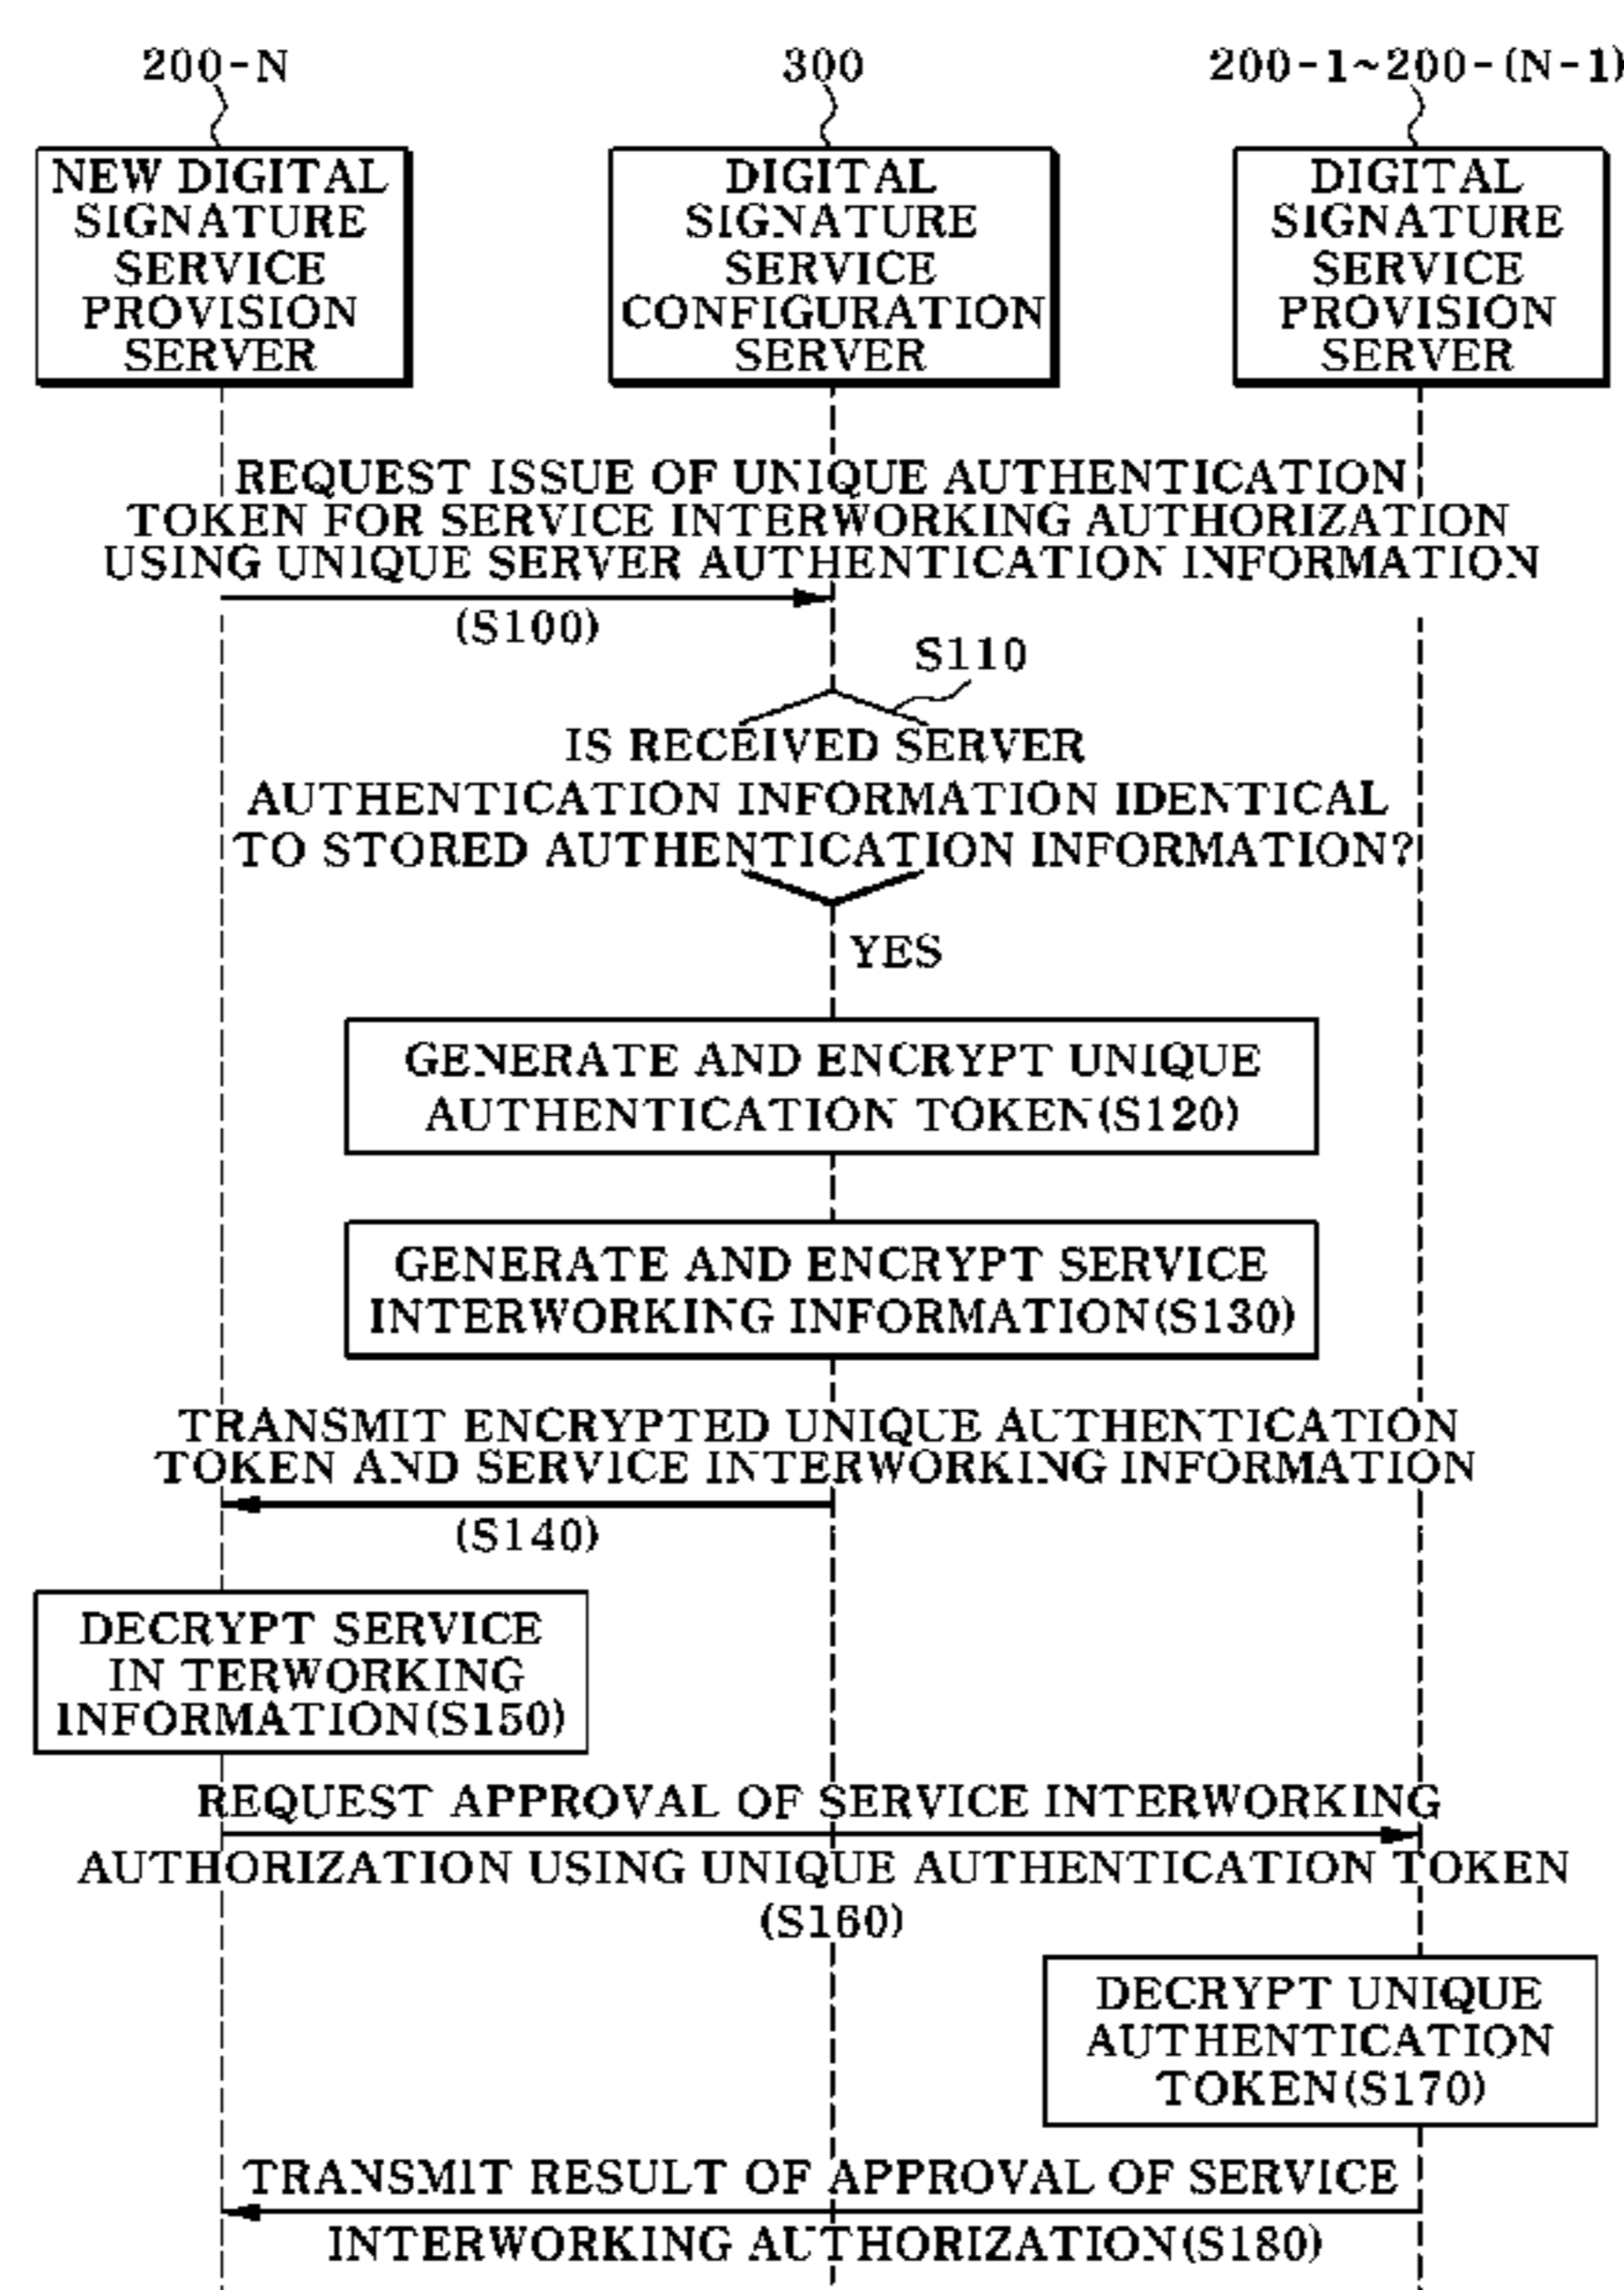 200-N
300
200-1~200-(N-1)
NEW DIGITAL
SIGNATURE
SERVICE
PROVISION
SERVER
DIGITAL
SIGNATURE
SERVICE
CONFIGURATION
SERVER
DIGITAL
SIGNATURE
SERVICE
PROVISION
SERVER
REQUEST ISSUE OF UNIQUE AUTHENTICATION
TOKEN FOR SERVICE INTERWORKING AUTHORIZATION
USING UNIQUE SERVER AUTHENTICATION INFORMATION
(S100)
S110
IS RECEIVED SERVER
AUTHENTICATION INFORMATION IDENTICAL
TO STORED AUTHENTICATION INFORMATION?
YES
GENERATE AND ENCRYPT UNIQUE
AUTHENTICATION TOKEN(S120)
GENERATE AND ENCRYPT SERVICE
INTERWORKING INFORMATION(S130)
TRANSMIT ENCRYPTED UNIQUE AUTHENTICATION
TOKEN AND SERVICE INTERWORKING INFORMATION
(S140)
DECRYPT SERVICE
IN TERWORKING
INFORMATION(S150)
REQUEST APPROVAL OF SERVICE INTERWORKING
AUTHORIZATION USING UNIQUE AUTHENTICATION TOKEN
(S160)
DECRYPT UNIQUE
AUTHENTICATION
TOKEN(S170)
TRANSMIT RESULT OF APPROVAL OF SERVICE
INTERWORKING AUTHORIZATION(S180)